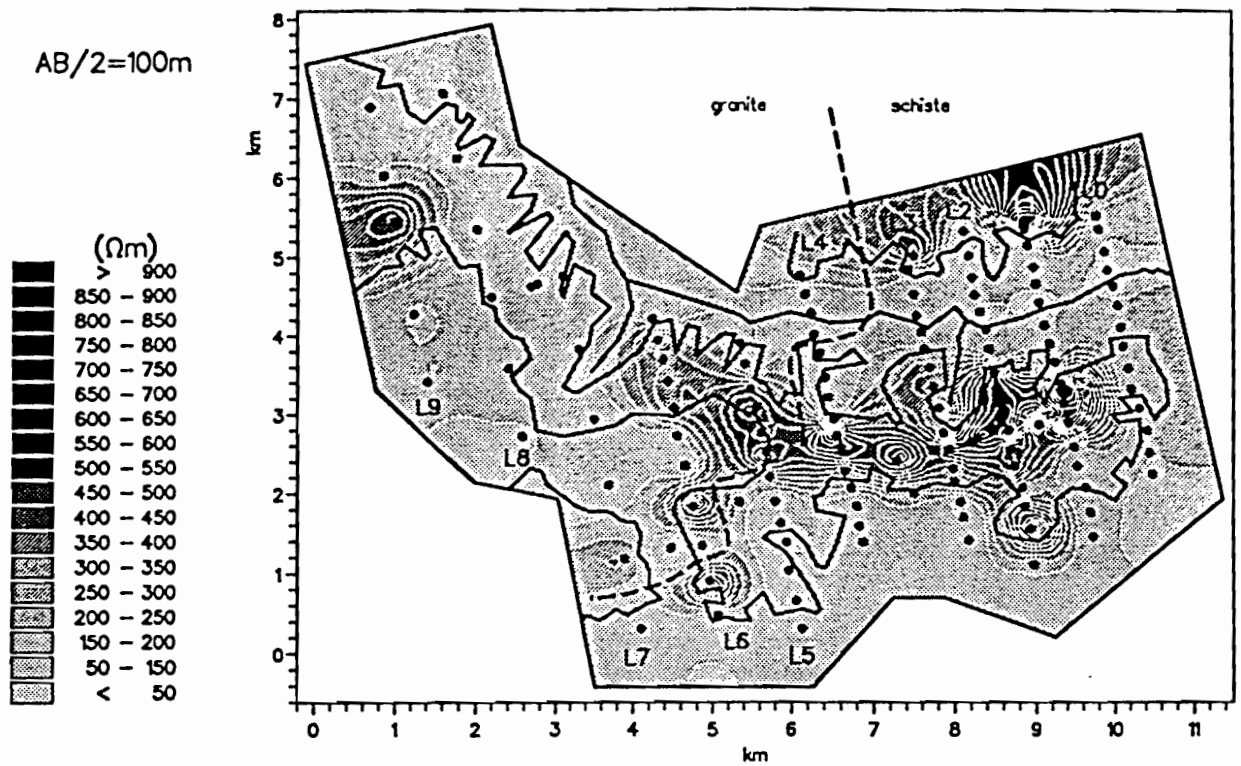 AB/2=100m
(Ωm)
> 900
850 - 900
800 - 850
750 - 800
700 - 750
650 - 700
600 - 650
550 - 600
500 - 550
450 - 500
400 - 450
350 - 400
300 - 350
250 - 300
200 - 250
150 - 200
50 - 150
< 50
km
8
7
6
5
4
3
2
1
0
granite
schiste
L4
L2
L0
L9
L8
L7
L6
L5
0 1 2 3 4 5 6 7 8 9 10 11
km